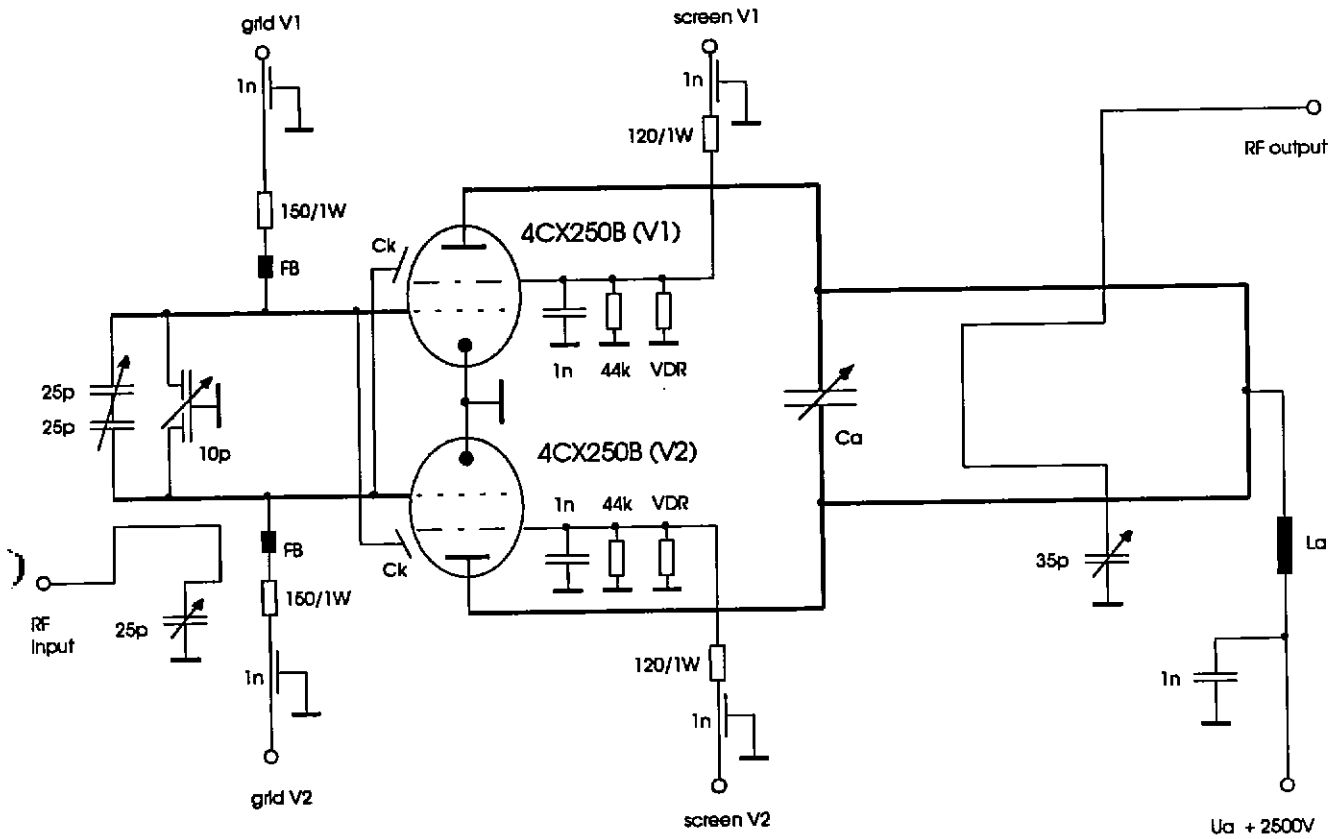 grid V1
screen V1
1n
1n
120/1W
RF output
150/1W
4CX250B (V1)
Ck
FB
1n
44k
VDR
25p
25p
10p
Ca
4CX250B (V2)
1n
44k
VDR
FB
Ck
35p
La
150/1W
RF
Input
25p
120/1W
1n
1n
1n
grid V2
screen V2
Ua + 2500V